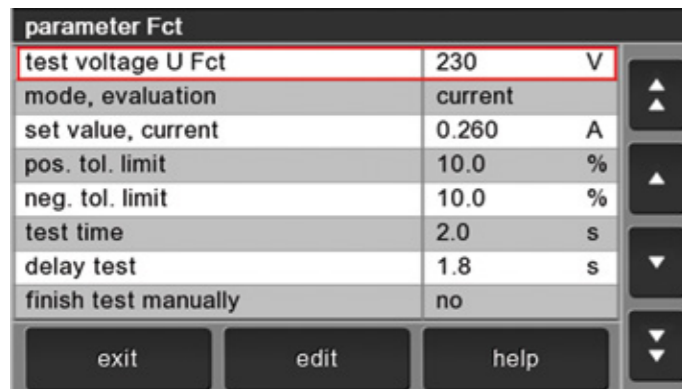 parameter Fct
test voltage U Fct 230 V
mode, evaluation current
set value, current 0.260 A
pos. tol. limit 10.0 %
neg. tol. limit 10.0 %
test time 2.0 s
delay test 1.8 s
finish test manually no
exit edit help